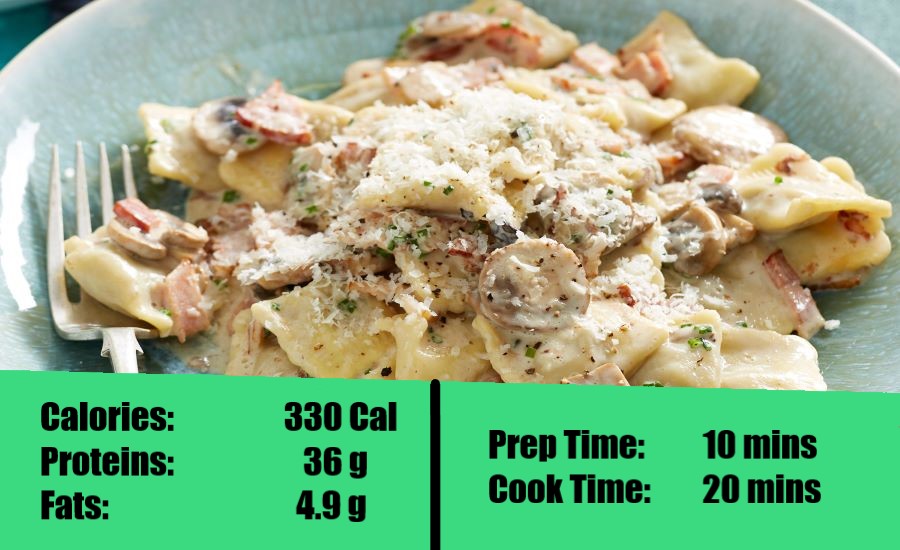 Calories: 330 Cal
Proteins: 36 g
Fats: 4.9 g
Prep Time: 10 mins
Cook Time: 20 mins